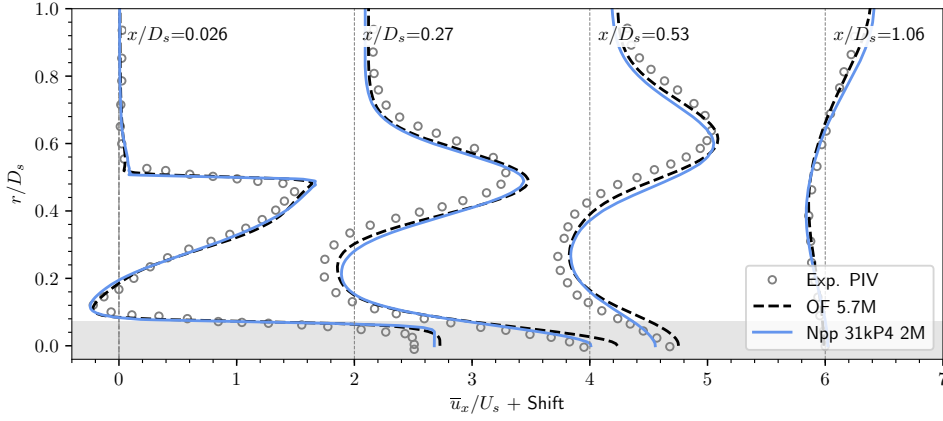 1.0
0.8
0.6
0.4
0.2
0.0
r/D_s
x/D_s=0.026
x/D_s=0.27
x/D_s=0.53
x/D_s=1.06
Exp. PIV
OF 5.7M
Npp 31kP4 2M
0 1 2 3 4 5 6 7
u̅_x/U_s + Shift